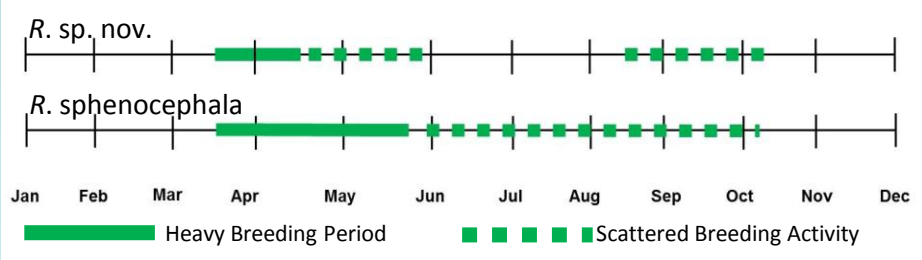 R. sp. nov.
R. sphenocephala
Jan Feb Mar Apr May Jun Jul Aug Sep Oct Nov Dec
Heavy Breeding Period Scattered Breeding Activity